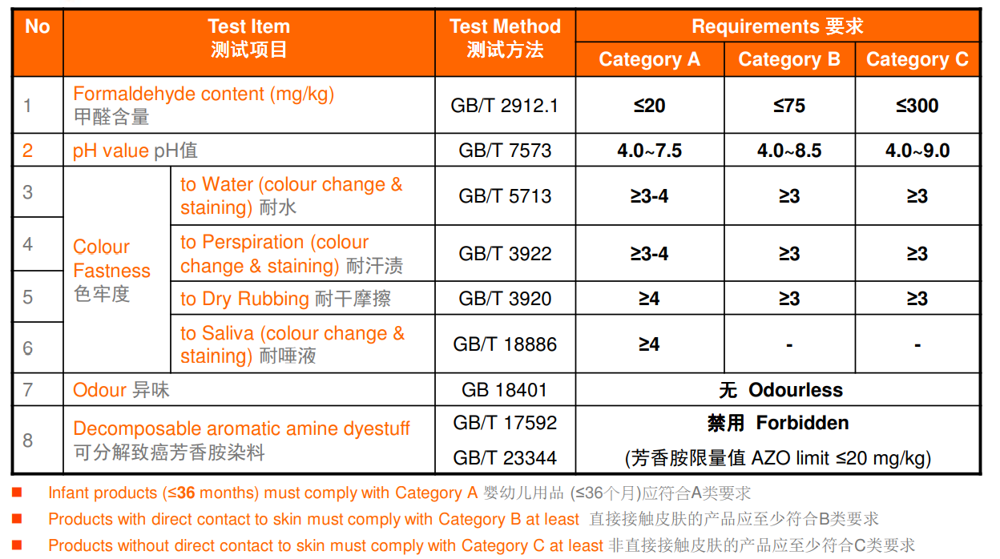 No Test Item Test Method Requirements 要求
测试项目 测试方法 Category A Category B Category C
1 Formaldehyde content (mg/kg) GB/T 2912.1 ≤20 ≤75 ≤300
甲醛含量
2 pH value pH值 GB/T 7573 4.0~7.5 4.0~8.5 4.0~9.0
Colour
Fastness
色牢度
3 to Water (colour change & GB/T 5713 ≥3-4 ≥3 ≥3
staining) 耐水
4 to Perspiration (colour GB/T 3922 ≥3-4 ≥3 ≥3
change & staining) 耐汗渍
5 to Dry Rubbing 耐干摩擦 GB/T 3920 ≥4 ≥3 ≥3
6 to Saliva (colour change & GB/T 18886 ≥4 - -
staining) 耐唾液
7 Odour 异味 GB 18401 无 Odourless
8 Decomposable aromatic amine dyestuff GB/T 17592 禁用 Forbidden
可分解致癌芳香胺染料 GB/T 23344 (芳香胺限量值 AZO limit ≤20 mg/kg)
Infant products (≤36 months) must comply with Category A 婴幼儿用品 (≤36个月)应符合A类要求
Products with direct contact to skin must comply with Category B at least 直接接触皮肤的产品应至少符合B类要求
Products without direct contact to skin must comply with Category C at least 非直接接触皮肤的产品应至少符合C类要求